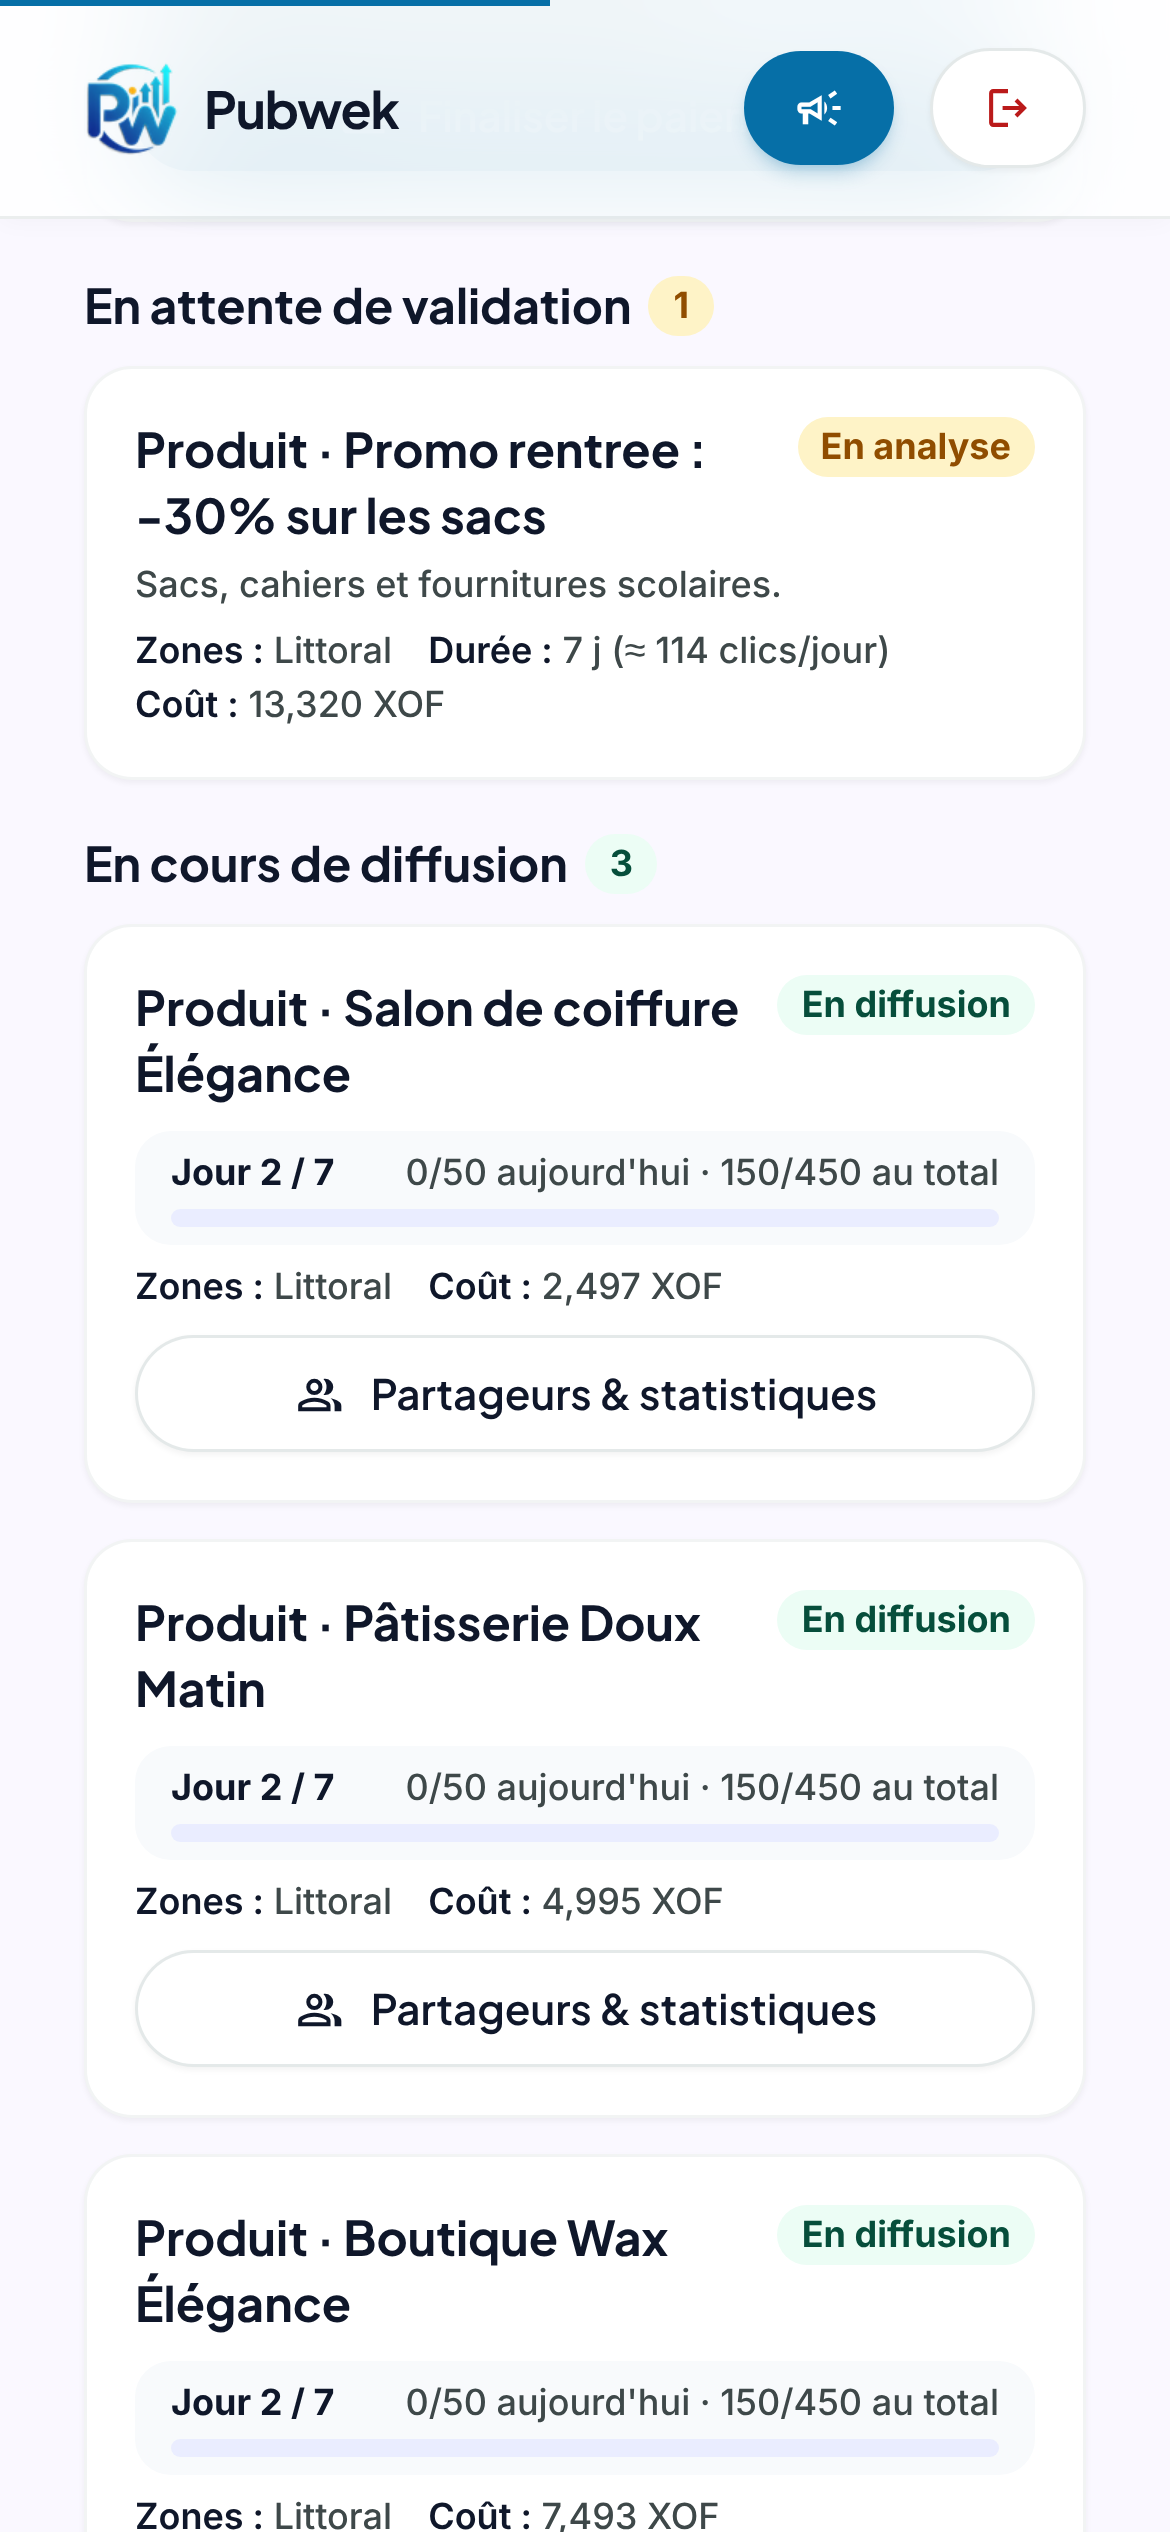 Pubwek
En attente de validation 1
Produit · Promo rentree :
-30% sur les sacs
En analyse
Sacs, cahiers et fournitures scolaires.
Zones : Littoral Durée : 7 j (≈ 114 clics/jour)
Coût : 13,320 XOF
En cours de diffusion 3
Produit · Salon de coiffure
Élégance
En diffusion
Jour 2 / 7 0/50 aujourd'hui · 150/450 au total
Zones : Littoral Coût : 2,497 XOF
Partageurs & statistiques
Produit · Pâtisserie Doux
Matin
En diffusion
Jour 2 / 7 0/50 aujourd'hui · 150/450 au total
Zones : Littoral Coût : 4,995 XOF
Partageurs & statistiques
Produit · Boutique Wax
Élégance
En diffusion
Jour 2 / 7 0/50 aujourd'hui · 150/450 au total
Zones : Littoral Coût : 7,493 XOF